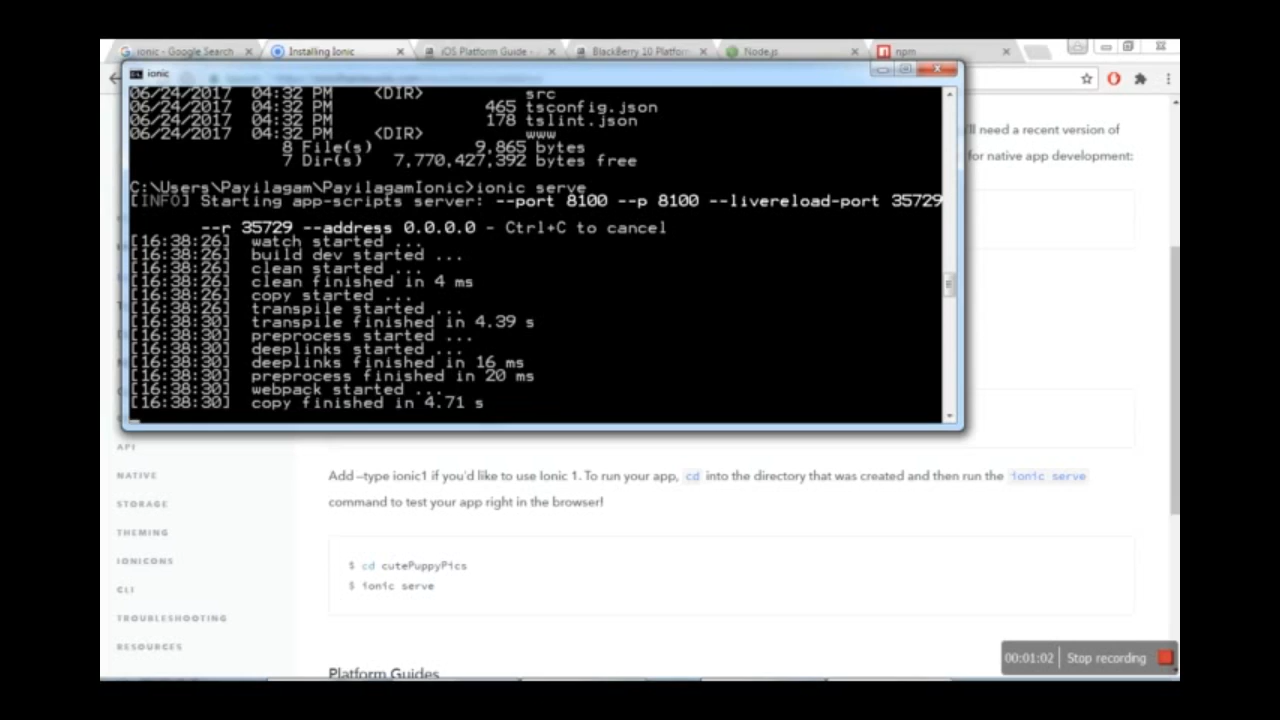 ionic - Google Search
Installing Ionic
iOS Platform Guide -
BlackBerry 10 Platform
Node.js
npm
ionic
06/24/2017 04:32 PM <DIR> src
06/24/2017 04:32 PM 465 tsconfig.json
06/24/2017 04:32 PM 178 tslint.json
06/24/2017 04:32 PM <DIR> www
8 File(s) 9,865 bytes
7 Dir(s) 7,770,427,392 bytes free
C:\Users\Payilagam\PayilagamIonic>ionic serve
[INFO] Starting app-scripts server: --port 8100 --p 8100 --livereload-port 35729
--r 35729 --address 0.0.0.0 - Ctrl+C to cancel
[16:38:26] watch started ...
[16:38:26] build dev started ...
[16:38:26] clean started ...
[16:38:26] clean finished in 4 ms
[16:38:26] copy started ...
[16:38:26] transpile started ...
[16:38:30] transpile finished in 4.39 s
[16:38:30] preprocess started ...
[16:38:30] deeplinks started ...
[16:38:30] deeplinks finished in 16 ms
[16:38:30] preprocess finished in 20 ms
[16:38:30] webpack started ...
[16:38:30] copy finished in 4.71 s
'll need a recent version of
for native app development:
API
NATIVE
STORAGE
THEMING
IONICONS
CLI
TROUBLESHOOTING
RESOURCES
Add –type ionic1 if you'd like to use Ionic 1. To run your app, cd into the directory that was created and then run the ionic serve
command to test your app right in the browser!
$ cd cutePuppyPics
$ ionic serve
Platform Guides
00:01:02 Stop recording